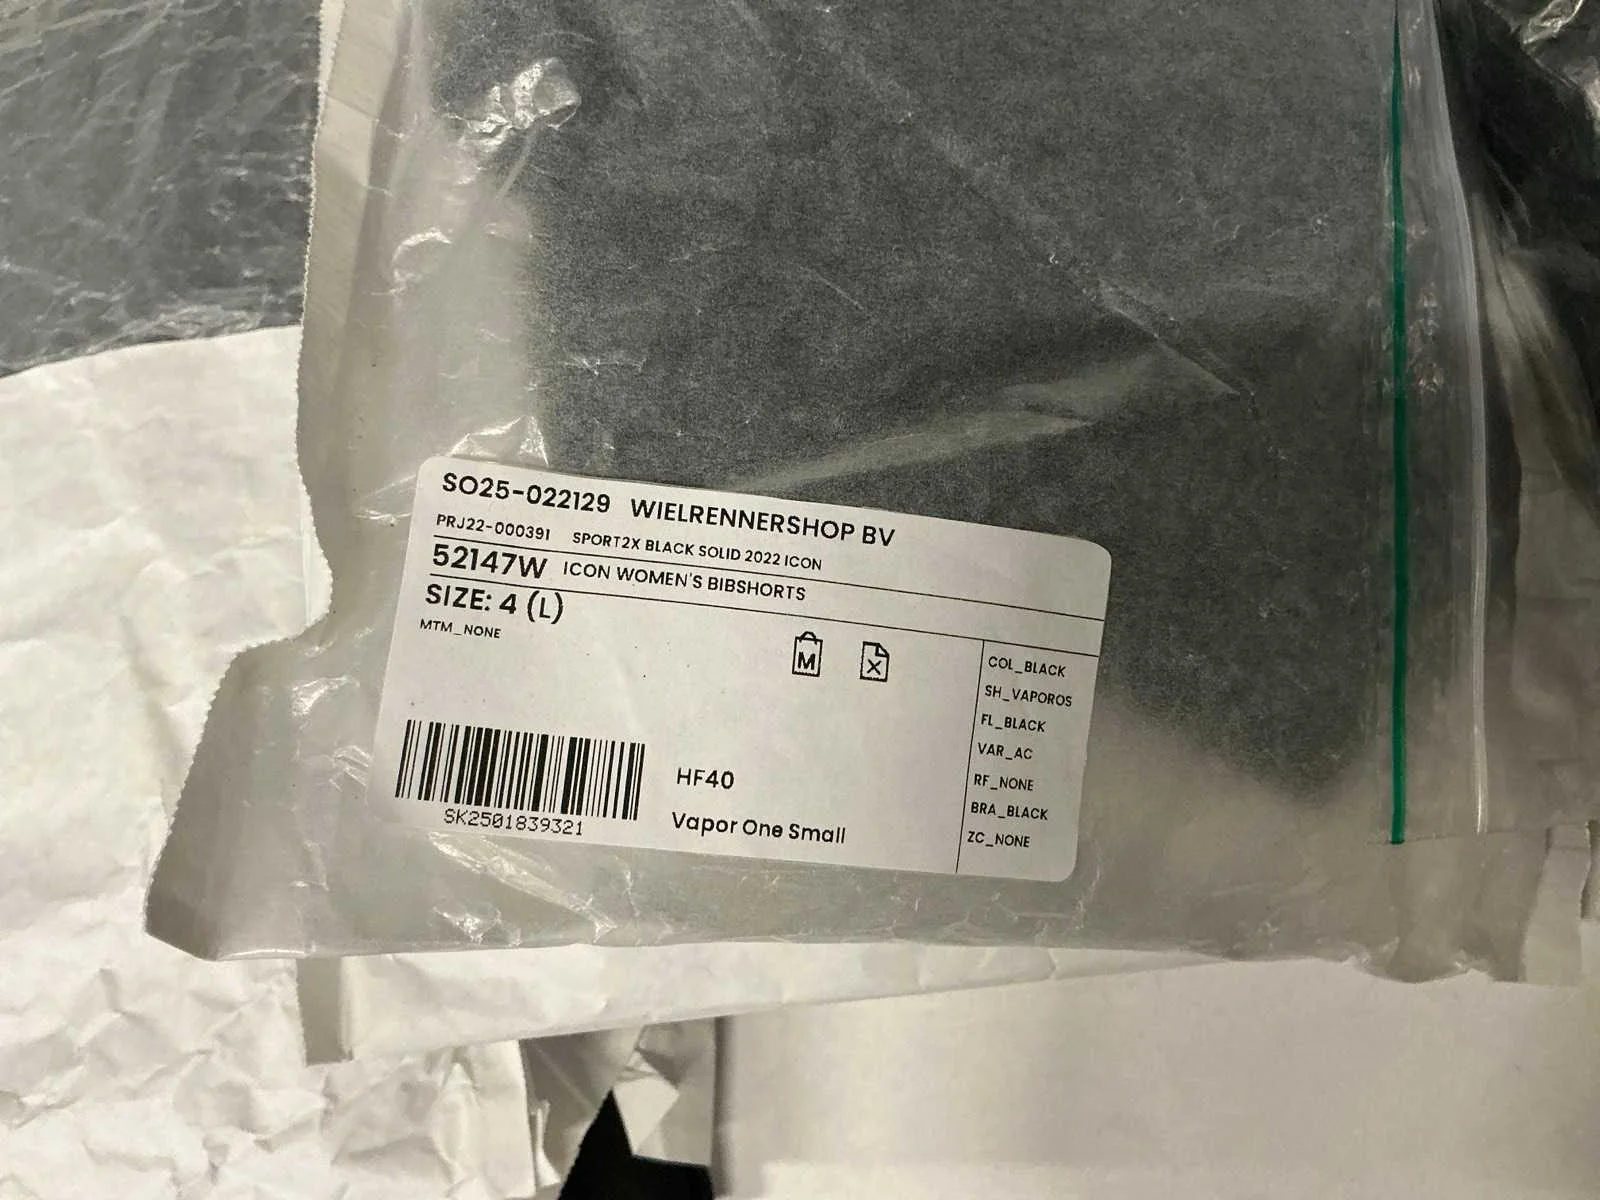 SO25-022129 WIELRENNERSHOP BV
PRJ22-000391 SPORT2X BLACK SOLID 2022 ICON
52147W ICON WOMEN'S BIBSHORTS
SIZE: 4 (L)
MTM_NONE
M
X
COL_BLACK
SH_VAPOROS
FL_BLACK
VAR_AC
RF_NONE
BRA_BLACK
ZC_NONE
HF40
Vapor One Small
SK2501839321